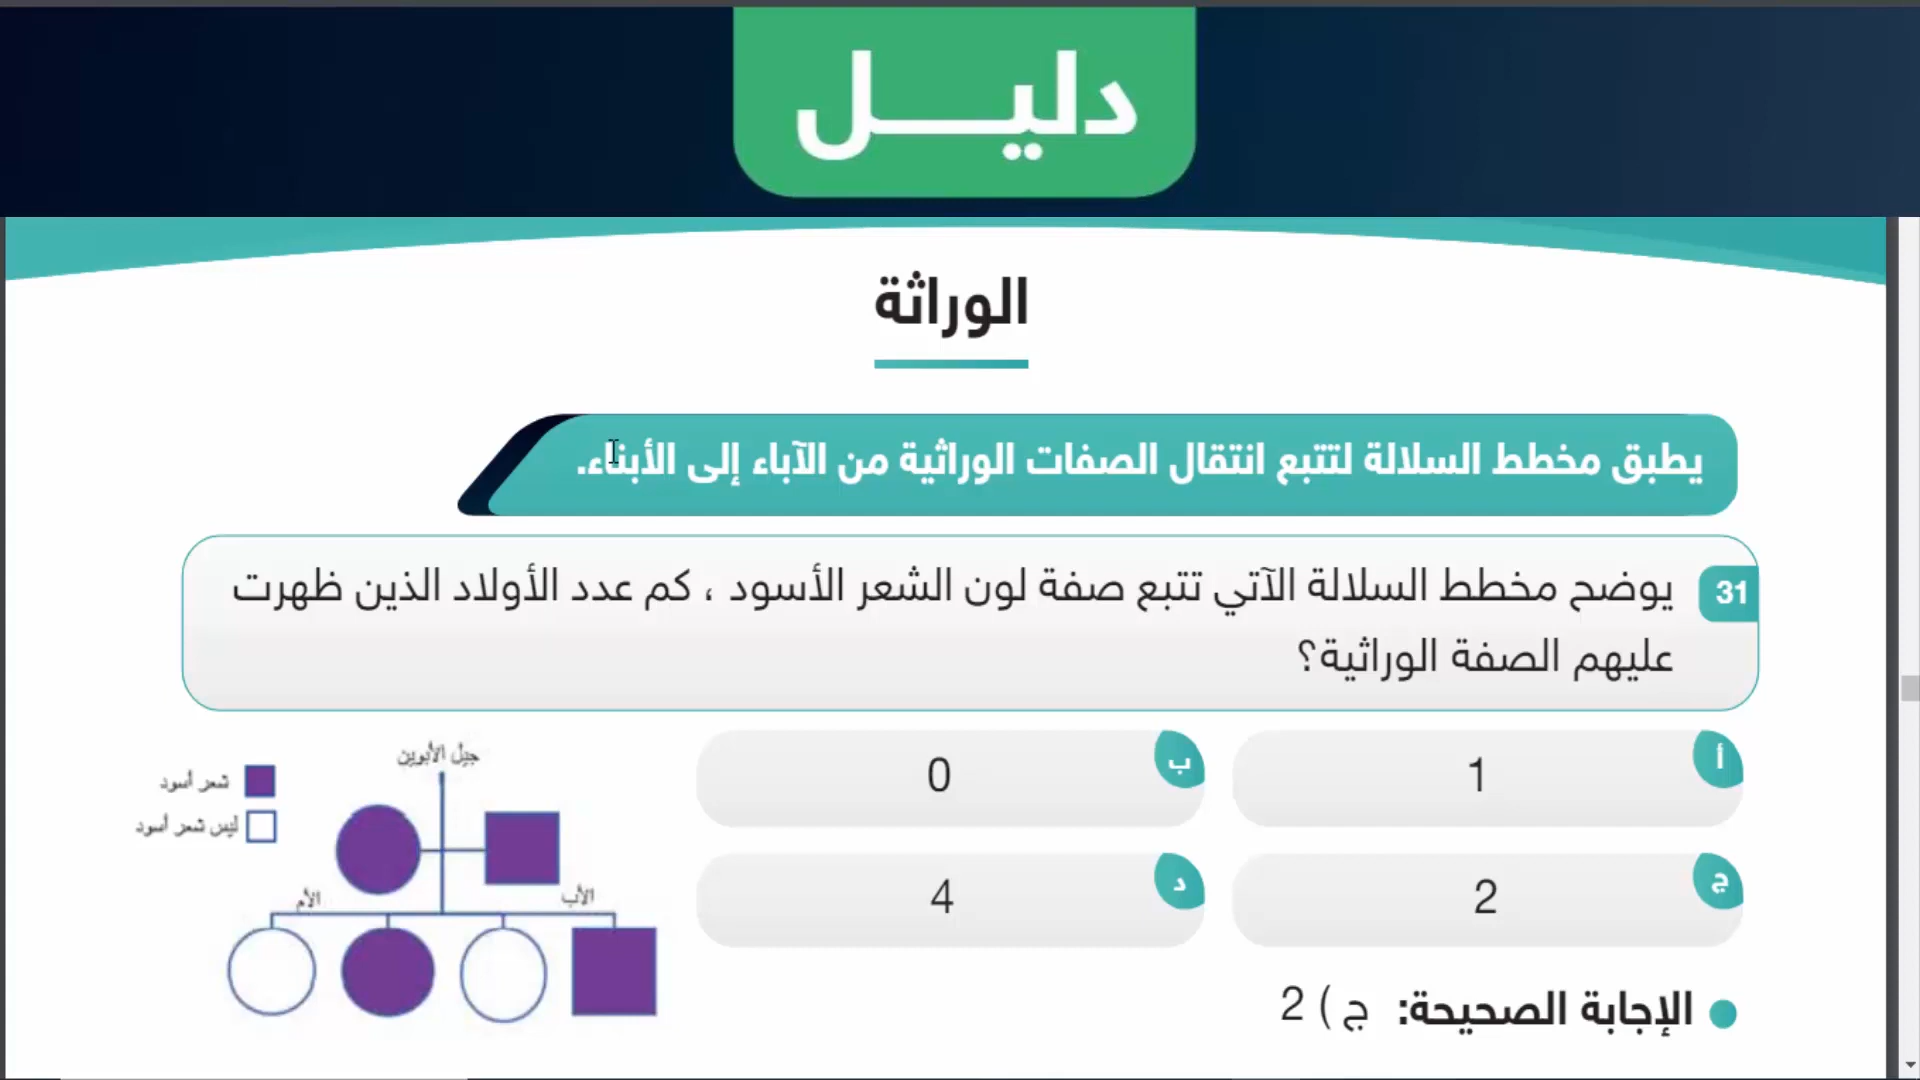 دليل
الوراثة
يطبق مخطط السلالة لتتبع انتقال الصفات الوراثية من الآباء إلى الأبناء.
31
يوضح مخطط السلالة الآتي تتبع صفة لون الشعر الأسود ، كم عدد الأولاد الذين ظهرت
عليهم الصفة الوراثية؟
أ 1
ب 0
ج 2
د 4
جيل الأبوين
شعر أسود
ليس شعر أسود
الأب
الأم
الإجابة الصحيحة: ج ) 2